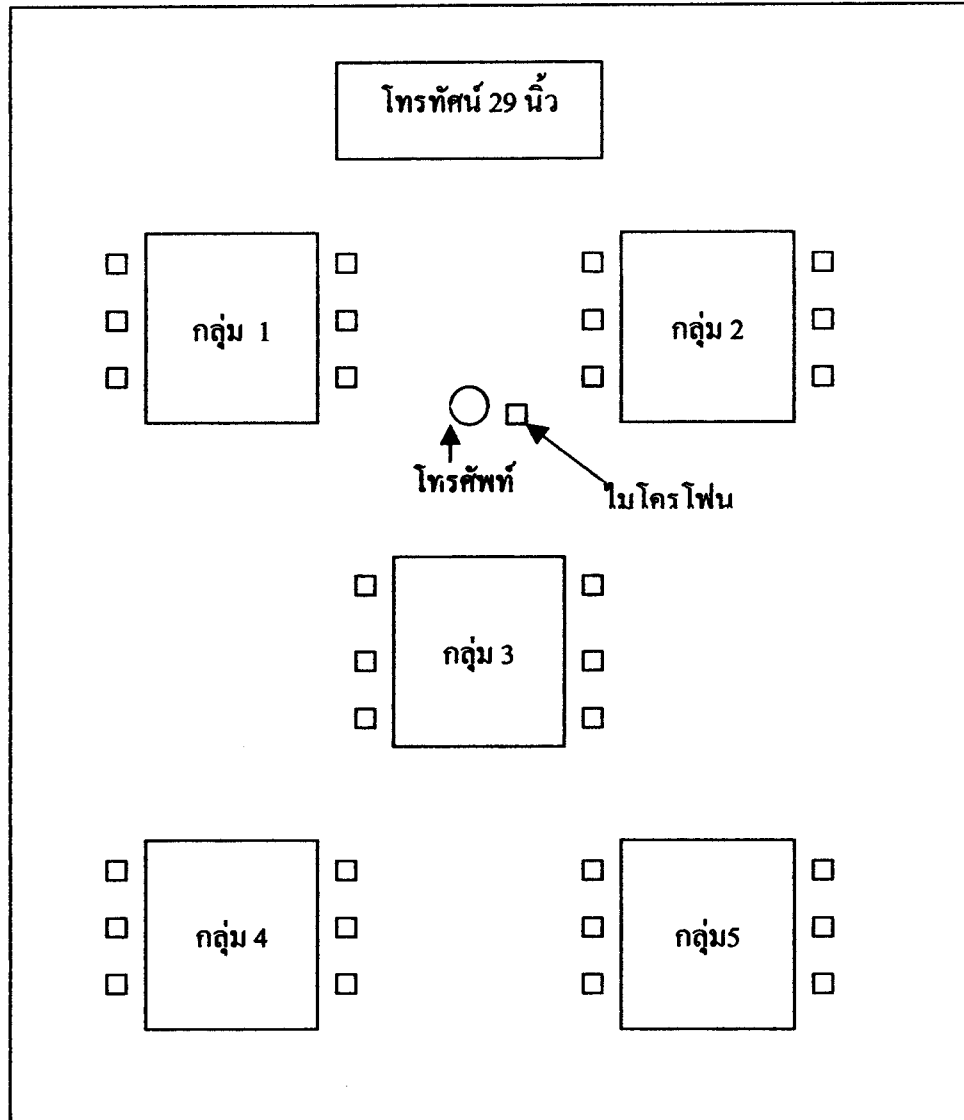 โทรทัศน์ 29 นิ้ว
กลุ่ม 1
กลุ่ม 2
โทรศัพท์
ไมโครโฟน
กลุ่ม 3
กลุ่ม 4
กลุ่ม5